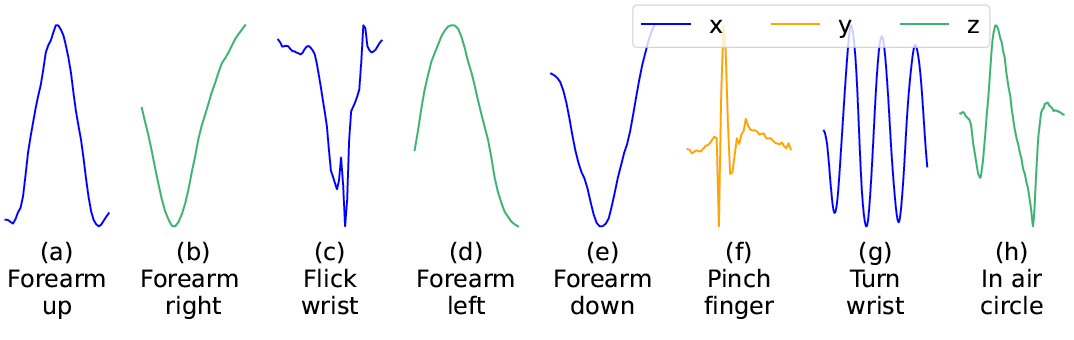 x y z
(a) (b) (c) (d) (e) (f) (g) (h)
Forearm Forearm Flick Forearm Forearm Pinch Turn In air
up right wrist left down finger wrist circle